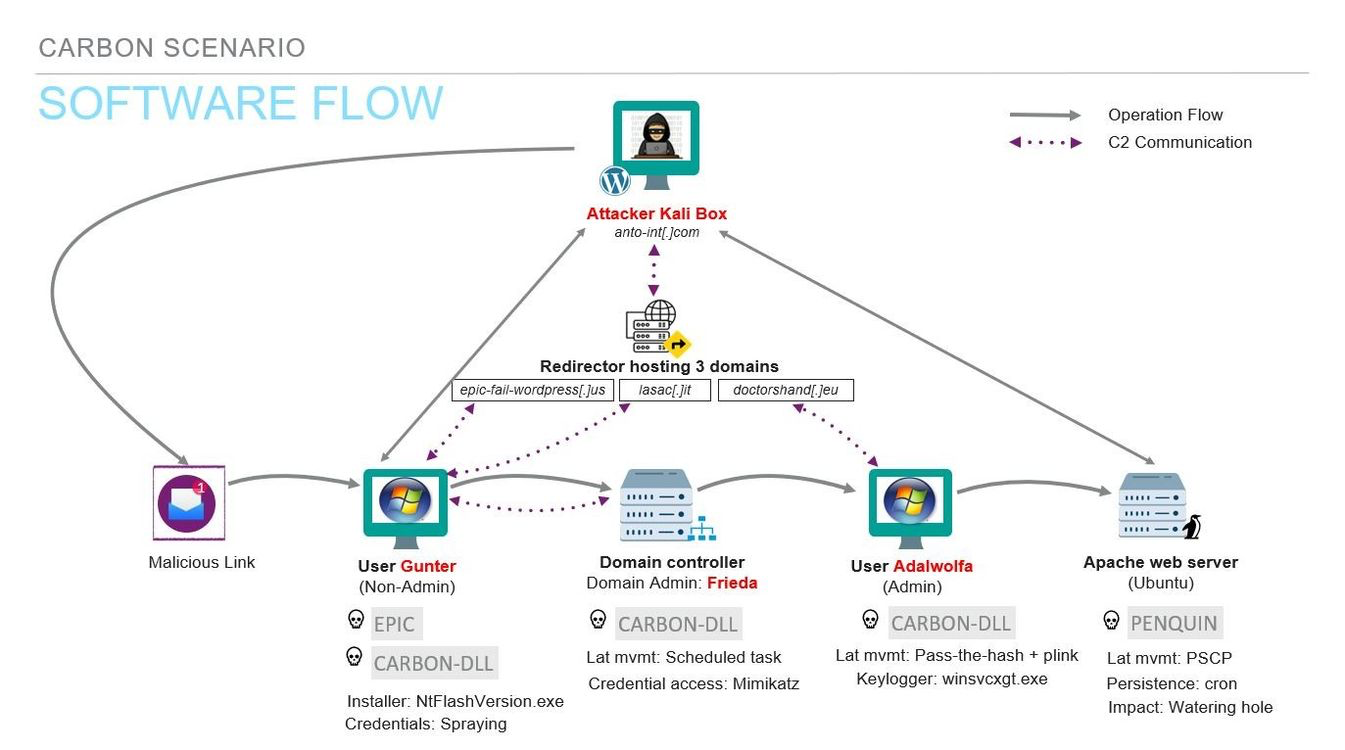 CARBON SCENARIO
SOFTWARE FLOW
Operation Flow
C2 Communication
Attacker Kali Box
anto-int[.]com
Redirector hosting 3 domains
epic-fail-wordpress[.]us
lasac[.]it
doctorshand[.]eu
1
Malicious Link
User Gunter
(Non-Admin)
EPIC
CARBON-DLL
Installer: NtFlashVersion.exe
Credentials: Spraying
Domain controller
Domain Admin: Frieda
CARBON-DLL
Lat mvmt: Scheduled task
Credential access: Mimikatz
User Adalwolfa
(Admin)
CARBON-DLL
Lat mvmt: Pass-the-hash + plink
Keylogger: winsvcxgt.exe
Apache web server
(Ubuntu)
PENQUIN
Lat mvmt: PSCP
Persistence: cron
Impact: Watering hole